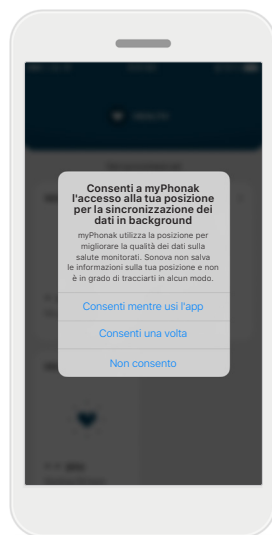 Consenti a myPhonak
l'accesso alla tua posizione
per la sincronizzazione dei
dati in background
myPhonak utilizza la posizione per
migliorare la qualità dei dati sulla
salute monitorati. Sonova non salva
le informazioni sulla tua posizione e non
è in grado di tracciarti in alcun modo.
Consenti mentre usi l'app
Consenti una volta
Non consento